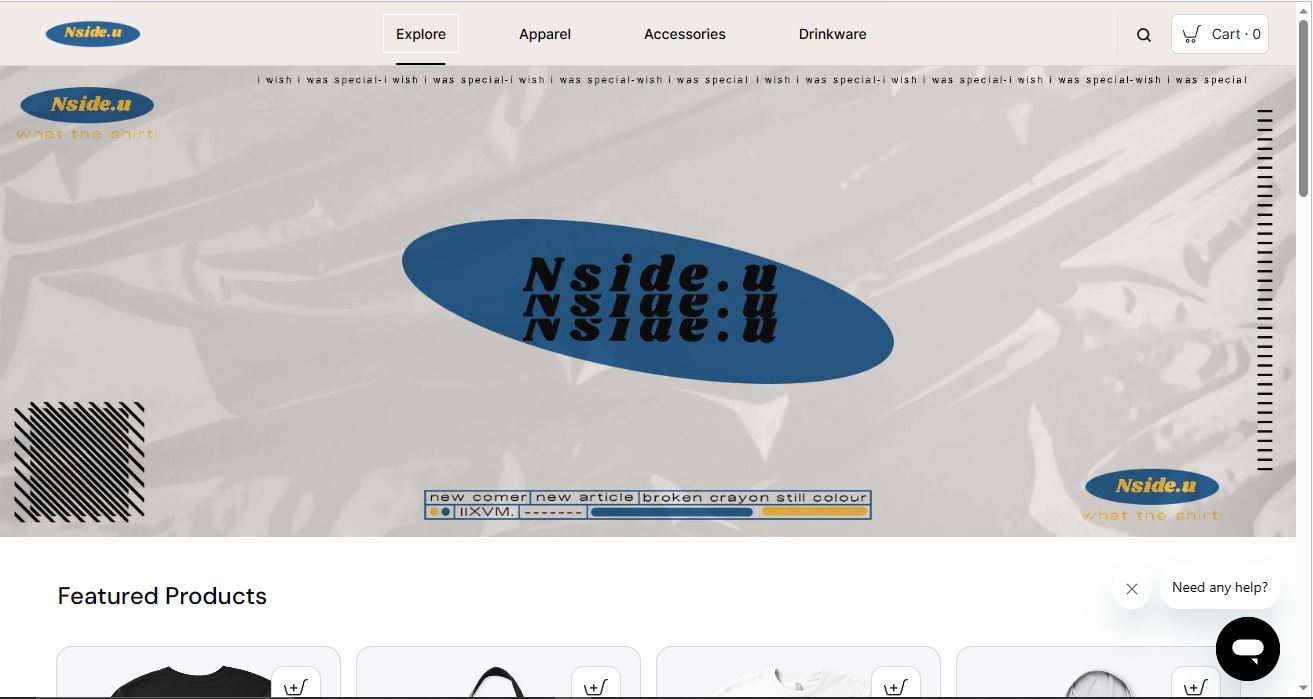 Nside.u
Explore
Apparel
Accessories
Drinkware
Cart · 0
i wish i was special-i wish i was special-i wish i was special-wish i was special i wish i was special-i wish i was special-i wish i was special-wish i was special
Nside.u
what the shirt!
Nside.u
Nside.u
Nside.u
new comer new article broken crayon still colour
IIXVM. -------
Nside.u
what the shirt!
Featured Products
Need any help?